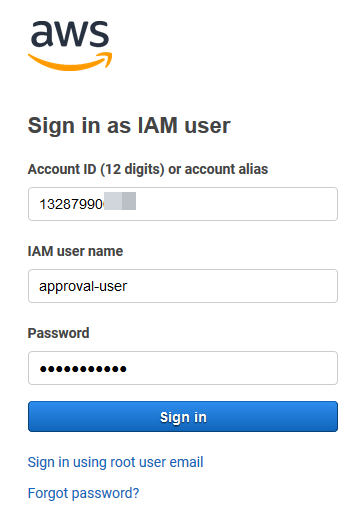 aws
Sign in as IAM user
Account ID (12 digits) or account alias
13287990
IAM user name
approval-user
Password
•••••••••••
Sign in
Sign in using root user email
Forgot password?